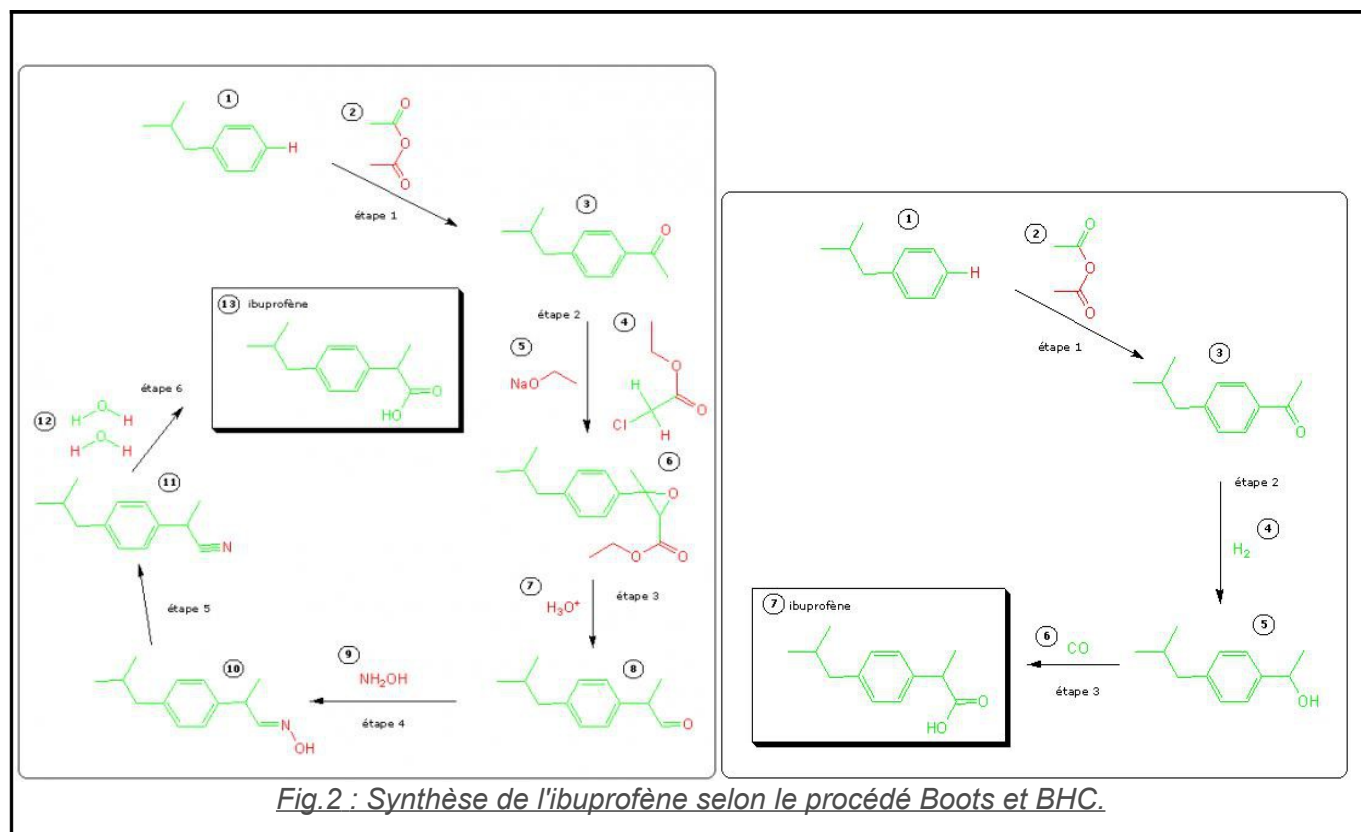 1
2
O
O
O
H
étape 1
3
O
13 ibuprofène
O
HO
étape 2
4
5
NaO
O
H
O
Cl
H
étape 6
12
H O H
H O H
6
O
O
O
11
N
7
H3O+
étape 3
étape 5
10
9
NH2OH
8
étape 4
N
OH
O
1
2
O
O
O
H
étape 1
3
O
étape 2
4
H2
7 ibuprofène
6
CO
5
étape 3
O
HO
OH
Fig.2 : Synthèse de l'ibuprofène selon le procédé Boots et BHC.